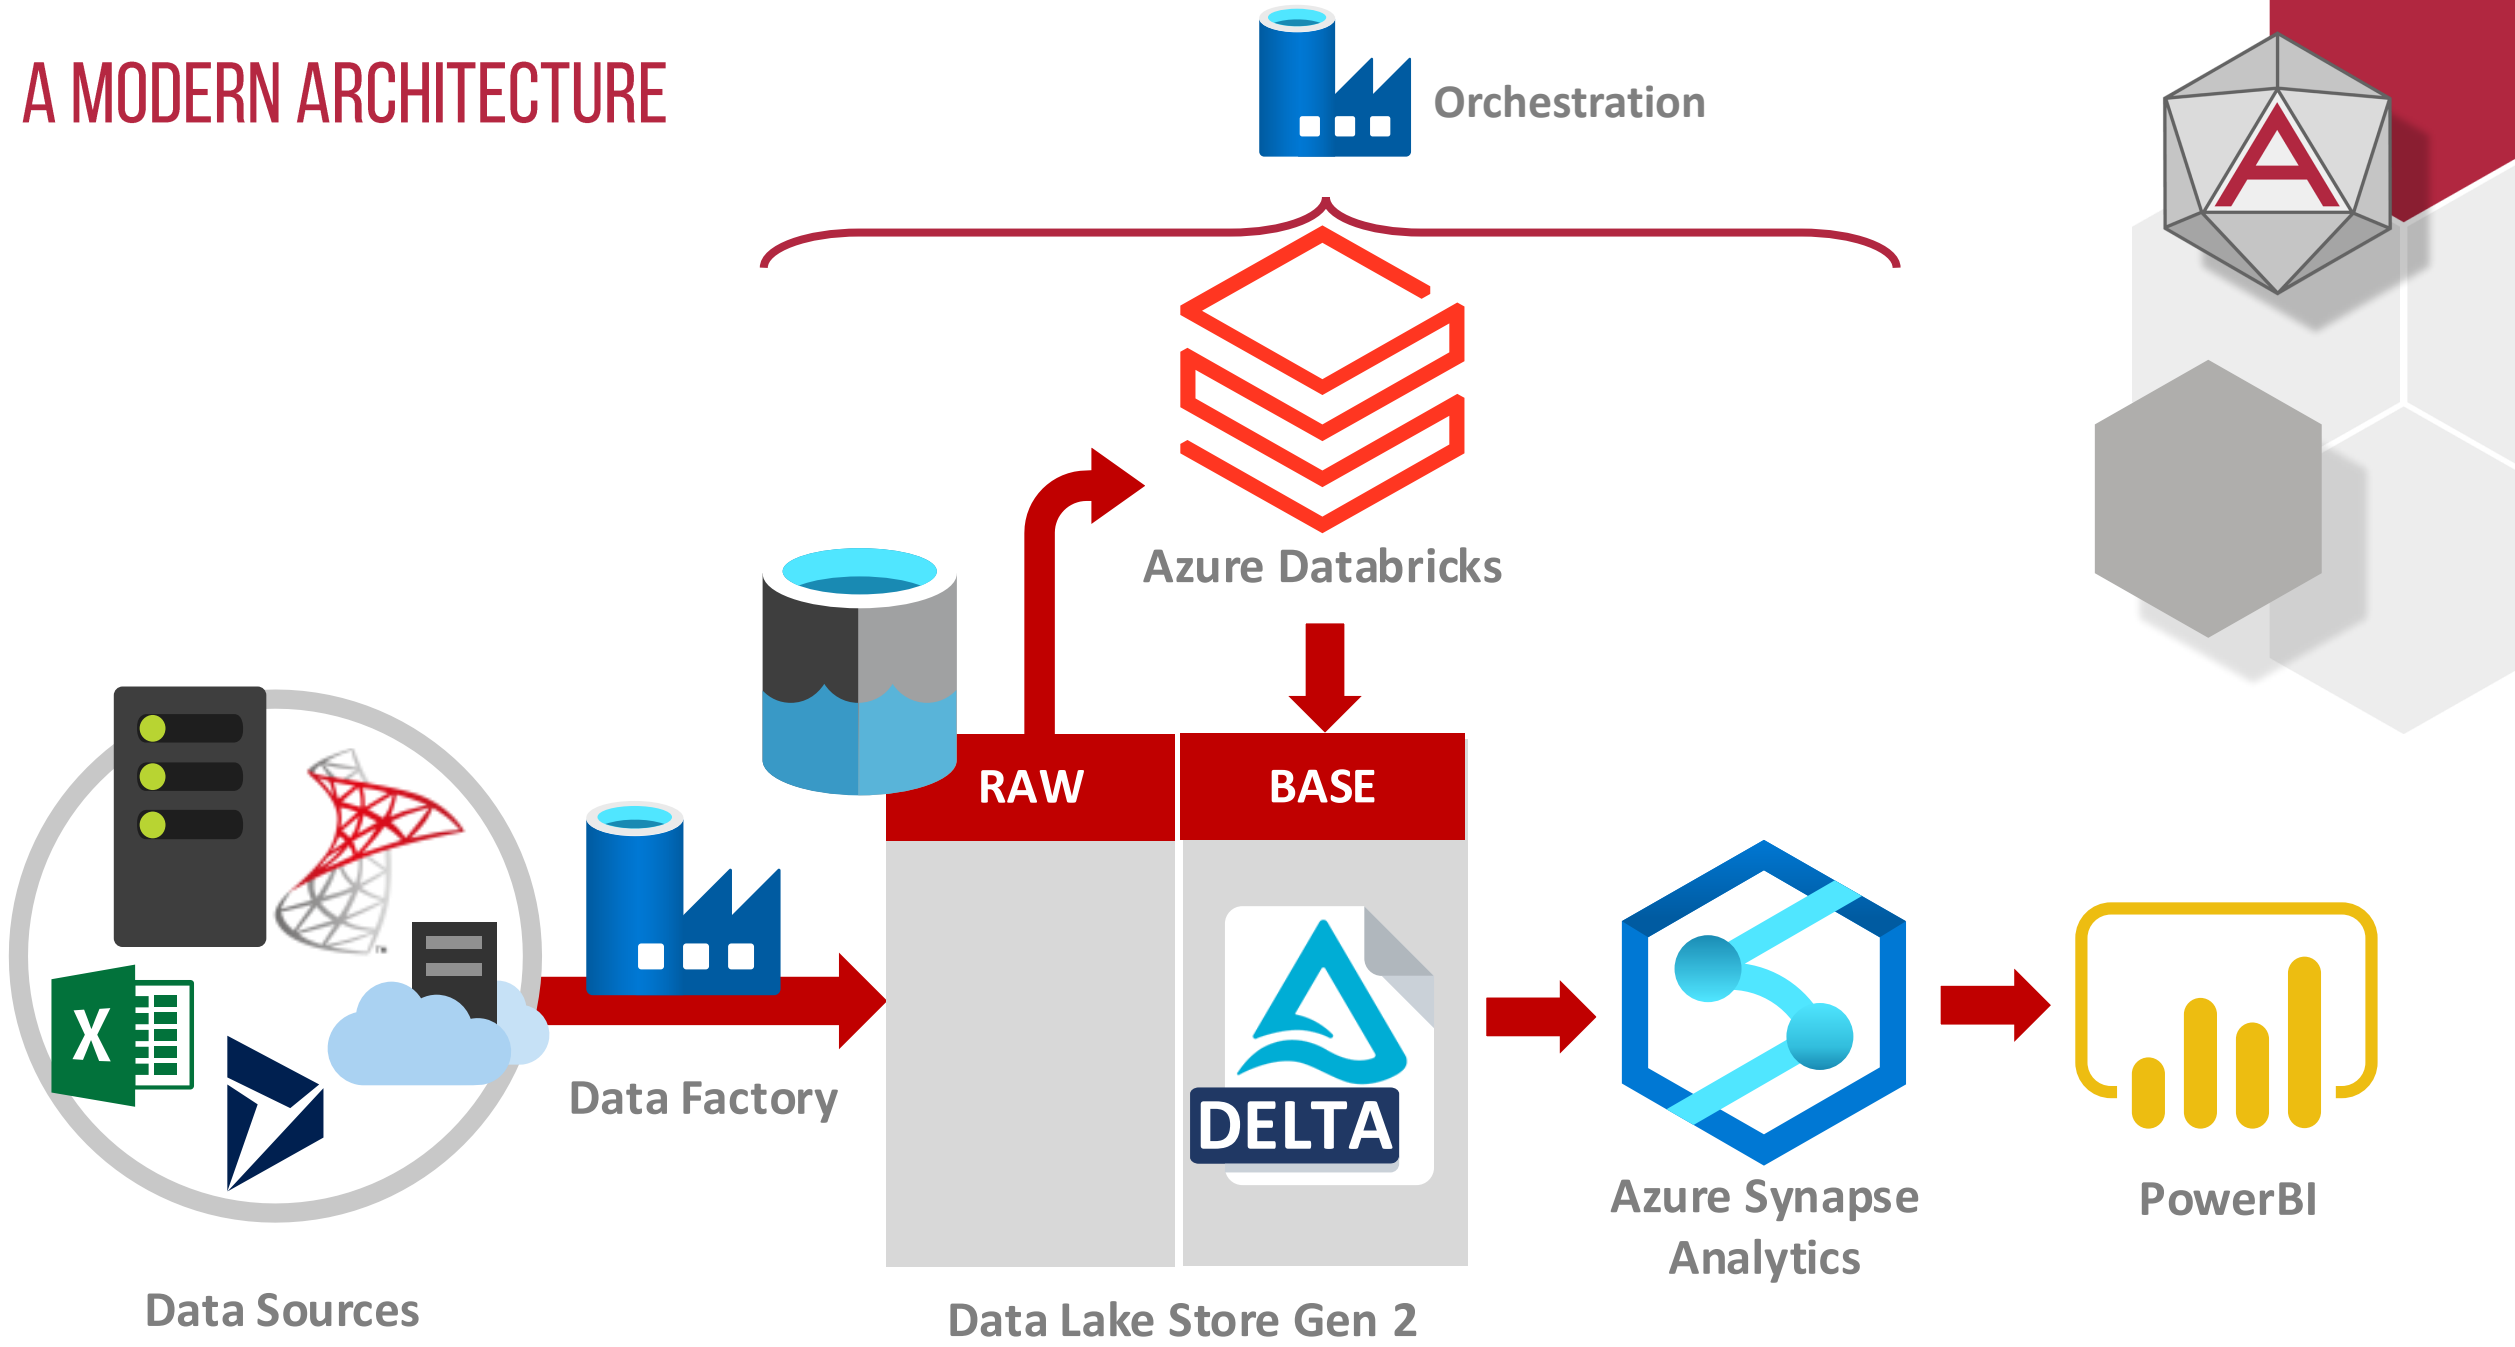 A MODERN ARCHITECTURE
Orchestration
A
Azure Databricks
RAW
BASE
X
DELTA
Data Factory
Azure Synapse
Analytics
PowerBI
Data Sources
Data Lake Store Gen 2